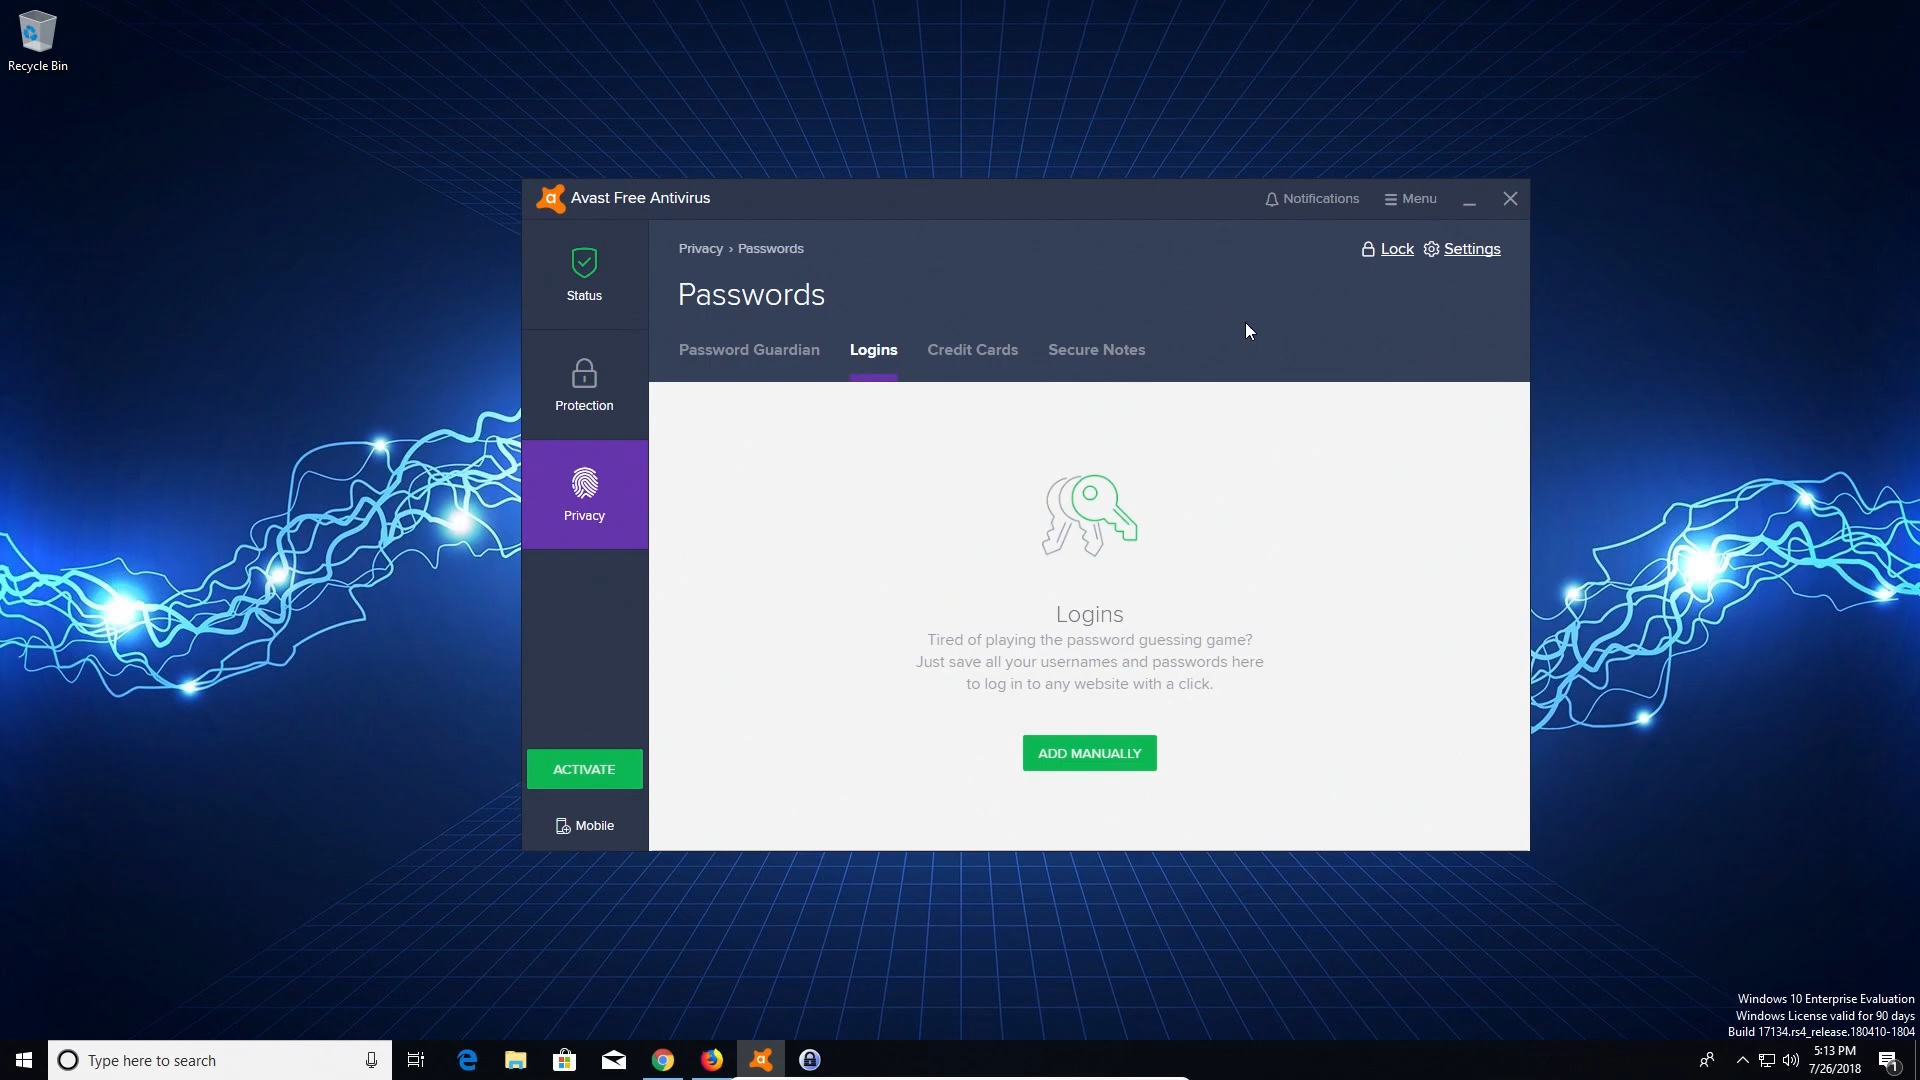 Recycle Bin
Avast Free Antivirus
Notifications
Menu
Status
Protection
Privacy
ACTIVATE
Mobile
Privacy › Passwords
Lock
Settings
Passwords
Password Guardian
Logins
Credit Cards
Secure Notes
Logins
Tired of playing the password guessing game?
Just save all your usernames and passwords here
to log in to any website with a click.
ADD MANUALLY
Windows 10 Enterprise Evaluation
Windows License valid for 90 days
Build 17134.rs4_release.180410-1804
Type here to search
5:13 PM
7/26/2018
1